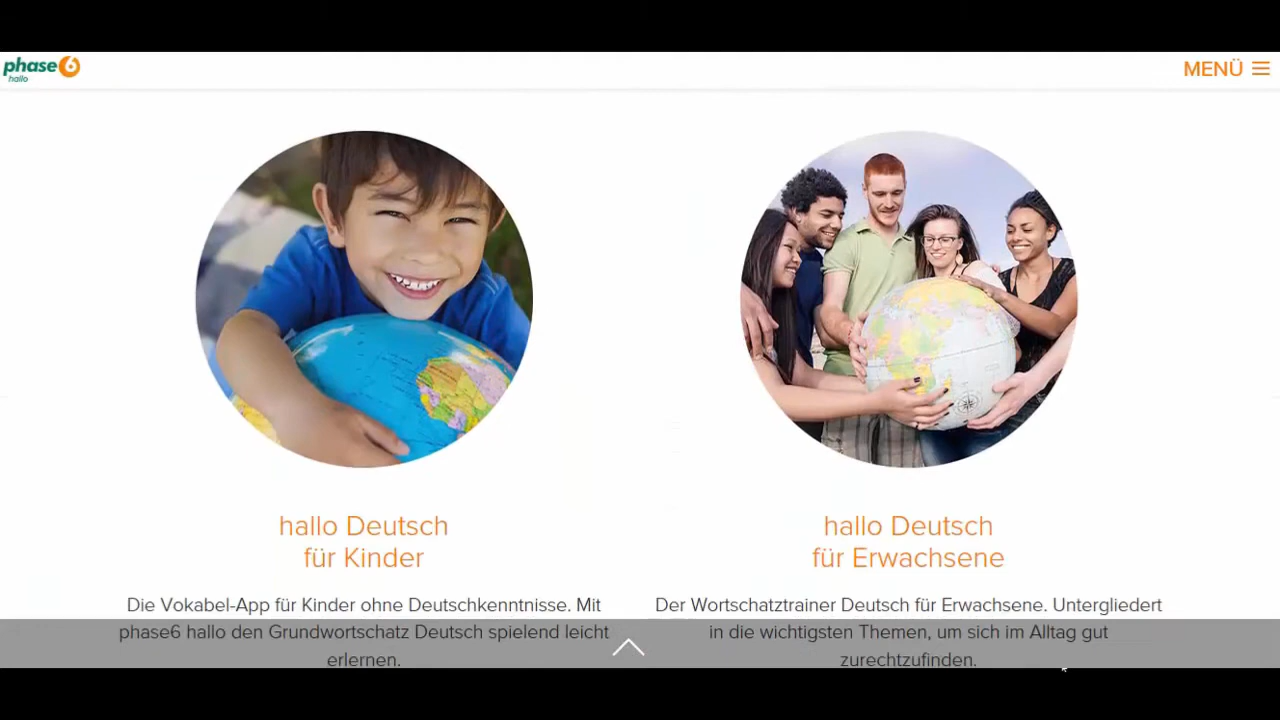 phase6
hallo
MENÜ
hallo Deutsch
für Kinder
Die Vokabel-App für Kinder ohne Deutschkenntnisse. Mit
phase6 hallo den Grundwortschatz Deutsch spielend leicht
erlernen.
hallo Deutsch
für Erwachsene
Der Wortschatztrainer Deutsch für Erwachsene. Untergliedert
in die wichtigsten Themen, um sich im Alltag gut
zurechtzufinden.